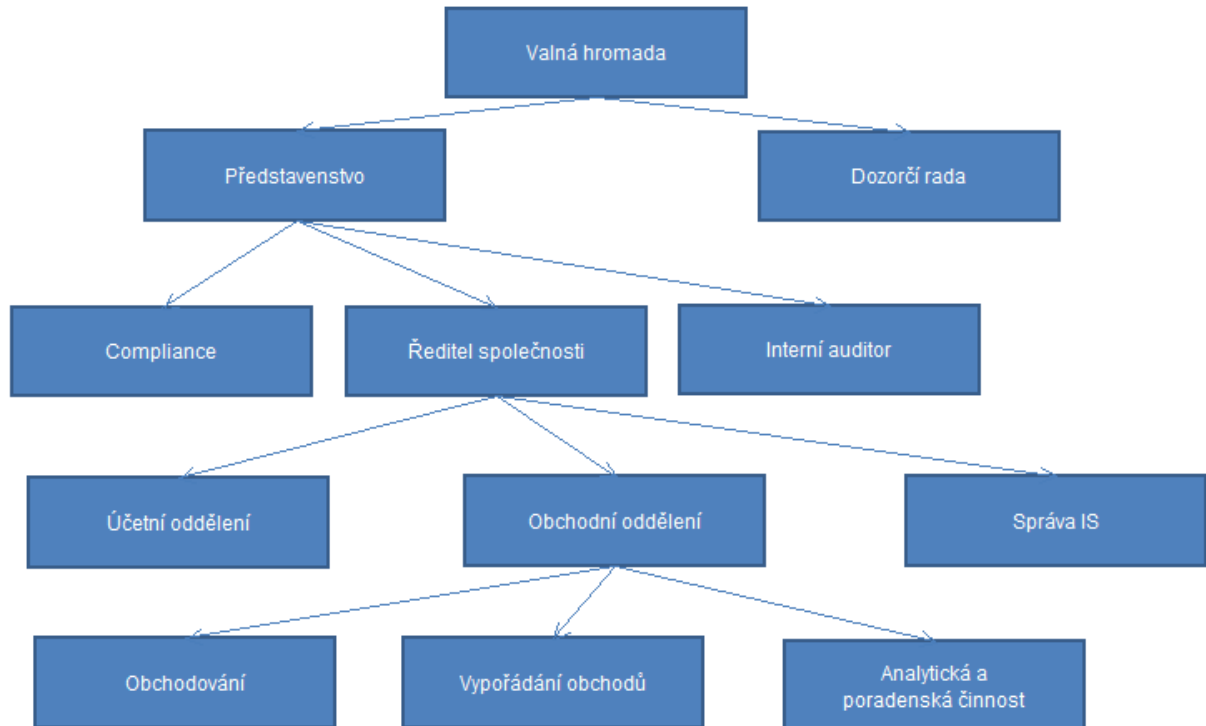 Valná hromada
Představenstvo
Dozorčí rada
Compliance
Ředitel společnosti
Interní auditor
Účetní oddělení
Obchodní oddělení
Správa IS
Obchodování
Vypořádání obchodů
Analytická a
poradenská činnost